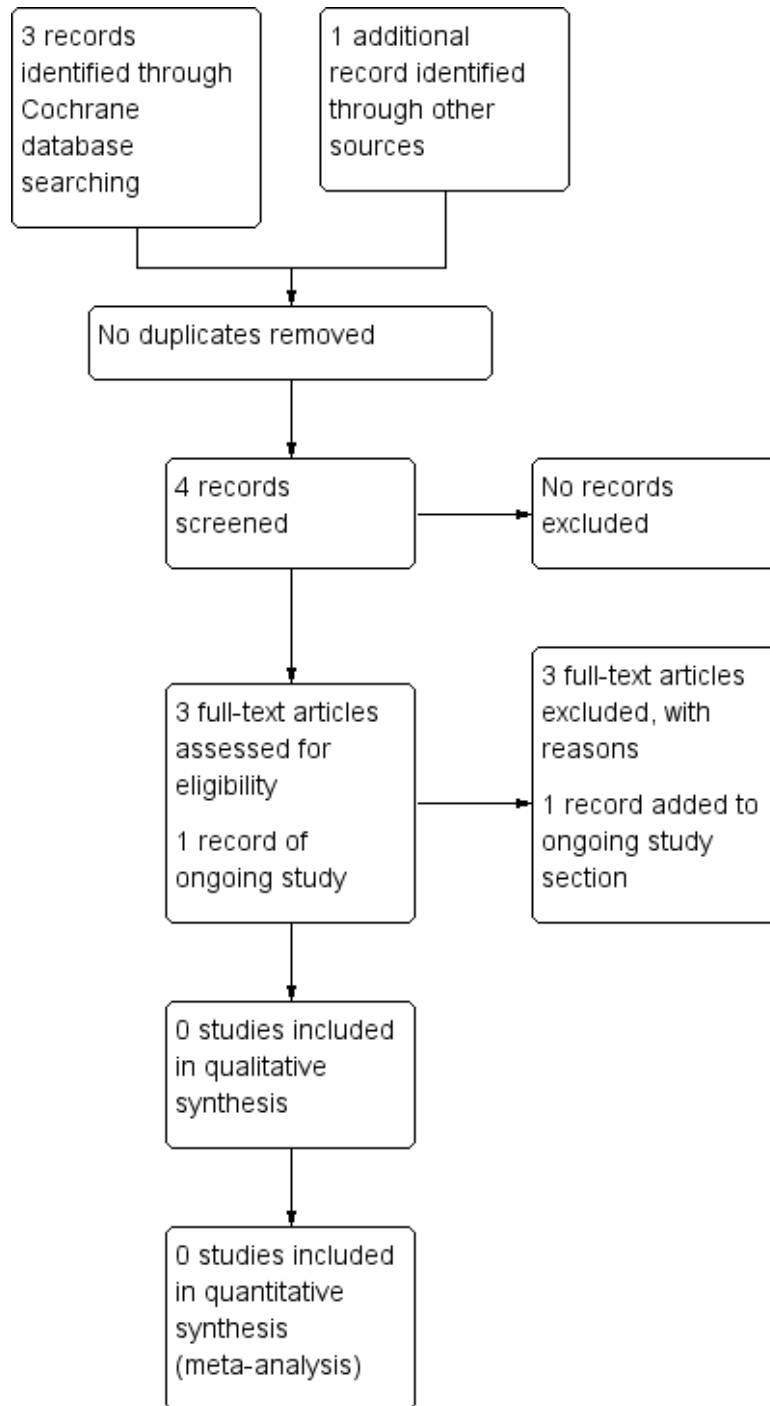 3 records
identified through
Cochrane
database
searching
1 additional
record identified
through other
sources
No duplicates removed
4 records
screened
No records
excluded
3 full-text articles
assessed for
eligibility
1 record of
ongoing study
3 full-text articles
excluded, with
reasons
1 record added to
ongoing study
section
0 studies included
in qualitative
synthesis
0 studies included
in quantitative
synthesis
(meta-analysis)